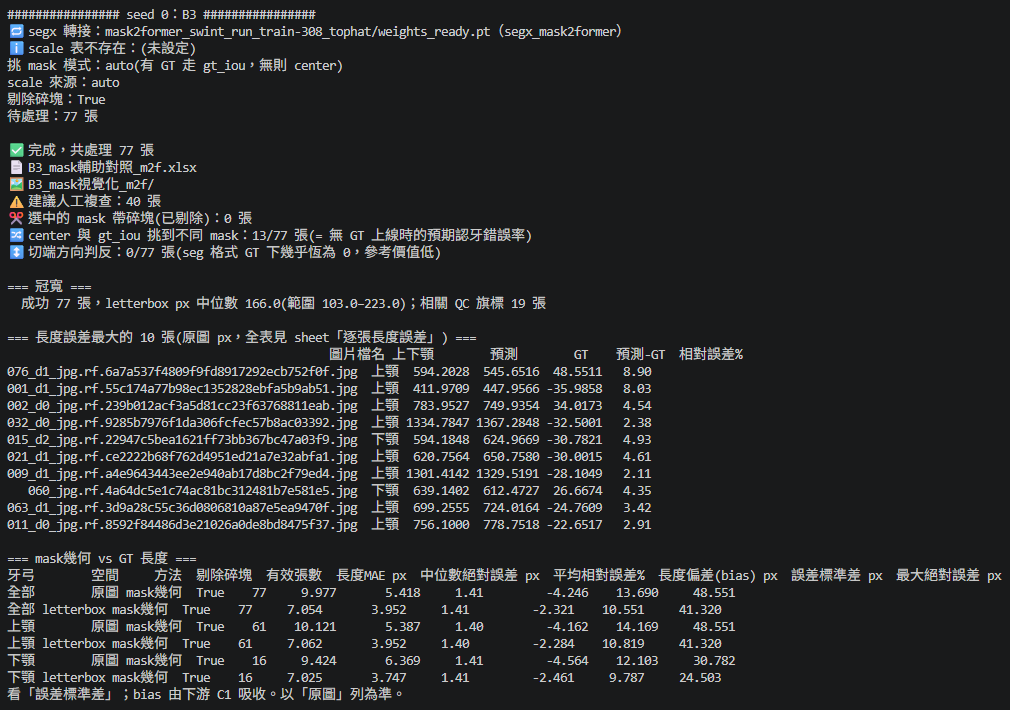 ################ seed 0：B3 ################
🔁 segx 轉接：mask2former_swint_run_train-308_tophat/weights_ready.pt（segx_mask2former）
ℹ️ scale 表不存在：(未設定)
挑 mask 模式：auto(有 GT 走 gt_iou，無則 center)
scale 來源：auto
剔除碎塊：True
待處理：77 張
✅ 完成，共處理 77 張
📄 B3_mask輔助對照_m2f.xlsx
🖼️ B3_mask視覺化_m2f/
⚠️ 建議人工複查：40 張
✂️ 選中的 mask 帶碎塊(已剔除)：0 張
🔀 center 與 gt_iou 挑到不同 mask：13/77 張(= 無 GT 上線時的預期認牙錯誤率)
↕️ 切端方向判反：0/77 張(seg 格式 GT 下幾乎恆為 0，參考價值低)
=== 冠寬 ===
成功 77 張，letterbox px 中位數 166.0(範圍 103.0–223.0)；相關 QC 旗標 19 張
=== 長度誤差最大的 10 張(原圖 px，全表見 sheet「逐張長度誤差」) ===
圖片檔名 上下顎 預測 GT 預測-GT 相對誤差%
076_d1_jpg.rf.6a7a537f4809f9fd8917292ecb752f0f.jpg 上顎 594.2028 545.6516 48.5511 8.90
001_d1_jpg.rf.55c174a77b98ec1352828ebfa5b9ab51.jpg 上顎 411.9709 447.9566 -35.9858 8.03
002_d0_jpg.rf.239b012acf3a5d81cc23f63768811eab.jpg 上顎 783.9527 749.9354 34.0173 4.54
032_d0_jpg.rf.9285b7976f1da306fcfec57b8ac03392.jpg 上顎 1334.7847 1367.2848 -32.5001 2.38
015_d2_jpg.rf.22947c5bea1621ff73bb367bc47a03f9.jpg 下顎 594.1848 624.9669 -30.7821 4.93
021_d1_jpg.rf.ce2222b68f762d4951ed21a7e32abfa1.jpg 上顎 620.7564 650.7580 -30.0015 4.61
009_d1_jpg.rf.a4e9643443ee2e940ab17d8bc2f79ed4.jpg 上顎 1301.4142 1329.5191 -28.1049 2.11
060_jpg.rf.4a64dc5e1c74ac81bc312481b7e581e5.jpg 下顎 639.1402 612.4727 26.6674 4.35
063_d1_jpg.rf.3d9a28c55c36d0806810a87e5ea9470f.jpg 上顎 699.2555 724.0164 -24.7609 3.42
011_d0_jpg.rf.8592f84486d3e21026a0de8bd8475f37.jpg 上顎 756.1000 778.7518 -22.6517 2.91
=== mask幾何 vs GT 長度 ===
牙弓 空間 方法 剔除碎塊 有效張數 長度MAE px 中位數絕對誤差 px 平均相對誤差% 長度偏差(bias) px 誤差標準差 px 最大絕對誤差 px
全部 原圖 mask幾何 True 77 9.977 5.418 1.41 -4.246 13.690 48.551
全部 letterbox mask幾何 True 77 7.054 3.952 1.41 -2.321 10.551 41.320
上顎 原圖 mask幾何 True 61 10.121 5.387 1.40 -4.162 14.169 48.551
上顎 letterbox mask幾何 True 61 7.062 3.952 1.40 -2.284 10.819 41.320
下顎 原圖 mask幾何 True 16 9.424 6.369 1.41 -4.564 12.103 30.782
下顎 letterbox mask幾何 True 16 7.025 3.747 1.41 -2.461 9.787 24.503
看「誤差標準差」；bias 由下游 C1 吸收。以「原圖」列為準。